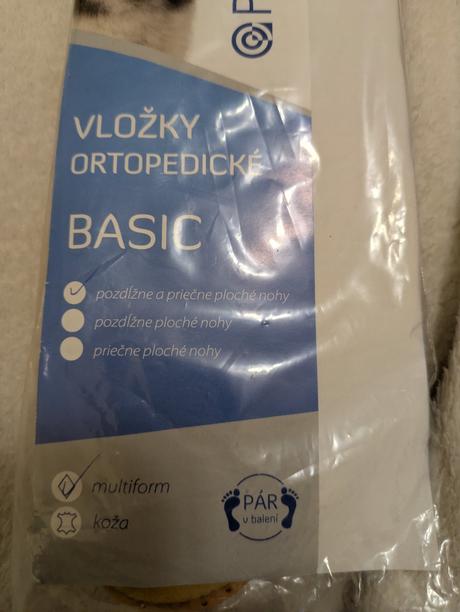 P
VLOŽKY
ORTOPEDICKÉ
BASIC
pozdĺžne a priečne ploché nohy
pozdĺžne ploché nohy
priečne ploché nohy
multiform
koža
PÁR
v balení